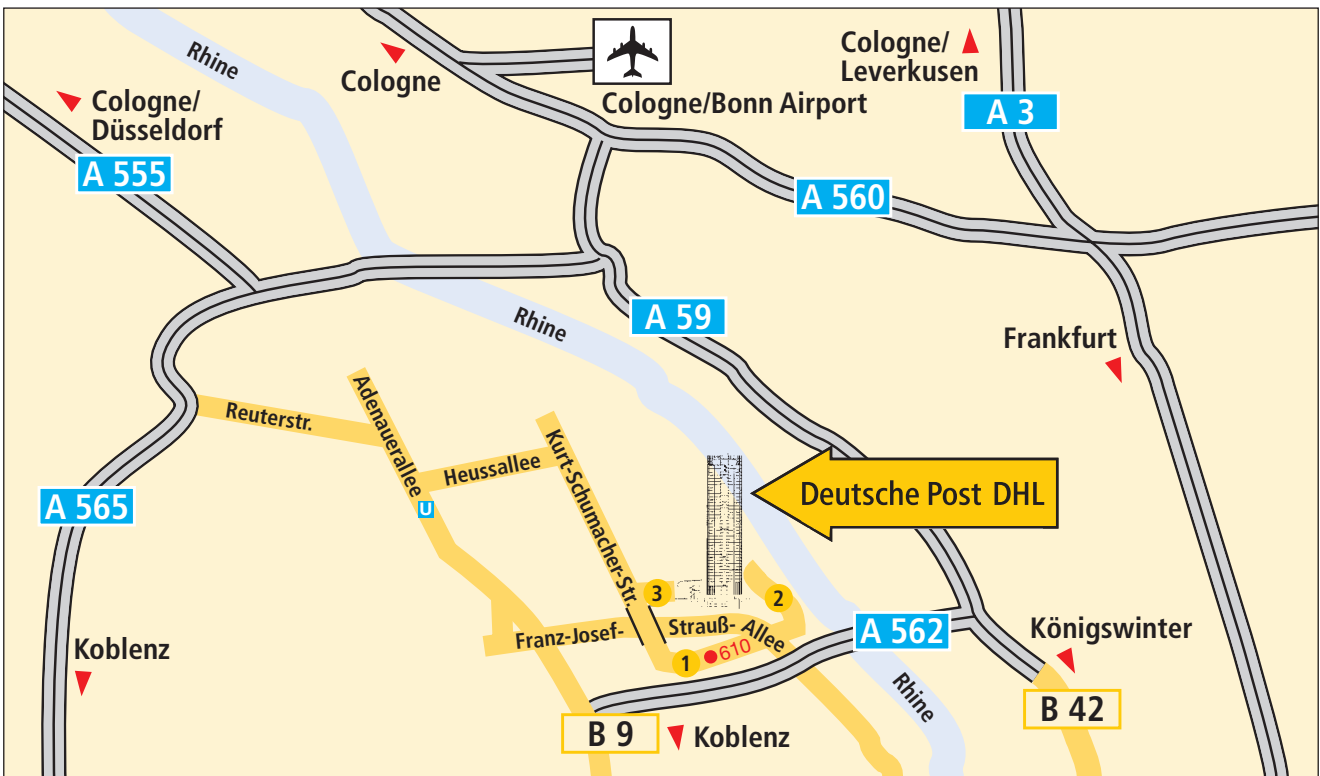 Rhine
Cologne
Cologne/Bonn Airport
Cologne/
Leverkusen
A 3
Cologne/
Düsseldorf
A 555
A 560
Rhine
A 59
Frankfurt
Adenauerallee
Reuterstr.
Heussallee
Kurt-Schumacher-Str.
Deutsche Post DHL
A 565
U
3
2
Franz-Josef-
Strauß-
Allee
1
610
A 562
Königswinter
Koblenz
Rhine
B 42
B 9
Koblenz